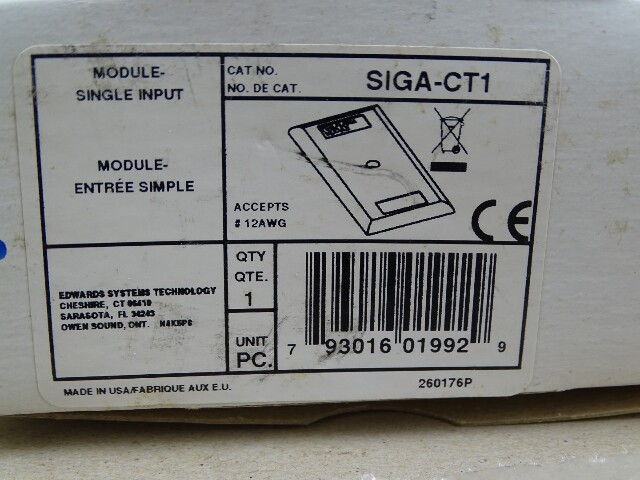 MODULE-
SINGLE INPUT
MODULE-
ENTRÉE SIMPLE
CAT NO.
NO. DE CAT.
SIGA-CT1
ACCEPTS
# 12AWG
CE
EDWARDS SYSTEMS TECHNOLOGY
CHESHIRE, CT 06410
SARASOTA, FL 34243
OWEN SOUND, ONT. N4K5P8
QTY
QTE.
1
UNIT
PC.
7 93016 01992 9
MADE IN USA/FABRIQUE AUX E.U.
260176P